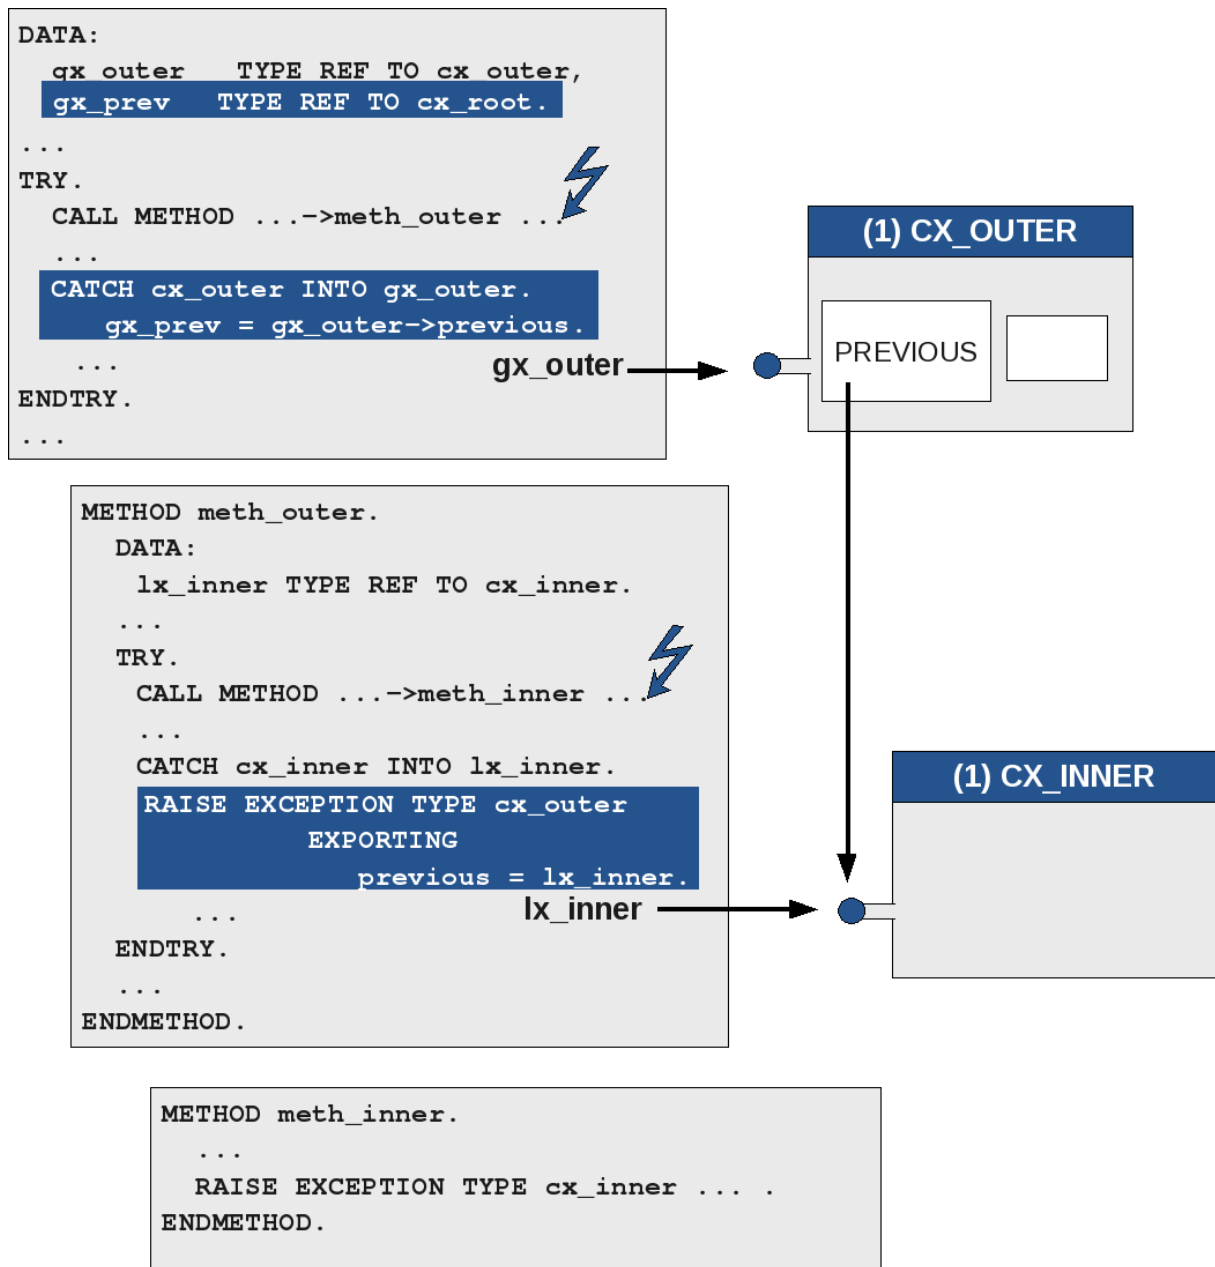 DATA:
gx_outer TYPE REF TO cx_outer,
gx_prev TYPE REF TO cx_root.
...
TRY.
CALL METHOD ...->meth_outer ...
...
CATCH cx_outer INTO gx_outer.
gx_prev = gx_outer->previous.
...
ENDTRY.
...
gx_outer
(1) CX_OUTER
PREVIOUS
METHOD meth_outer.
DATA:
lx_inner TYPE REF TO cx_inner.
...
TRY.
CALL METHOD ...->meth_inner ...
...
CATCH cx_inner INTO lx_inner.
RAISE EXCEPTION TYPE cx_outer
EXPORTING
previous = lx_inner.
...
ENDTRY.
...
ENDMETHOD.
lx_inner
(1) CX_INNER
METHOD meth_inner.
...
RAISE EXCEPTION TYPE cx_inner ... .
ENDMETHOD.